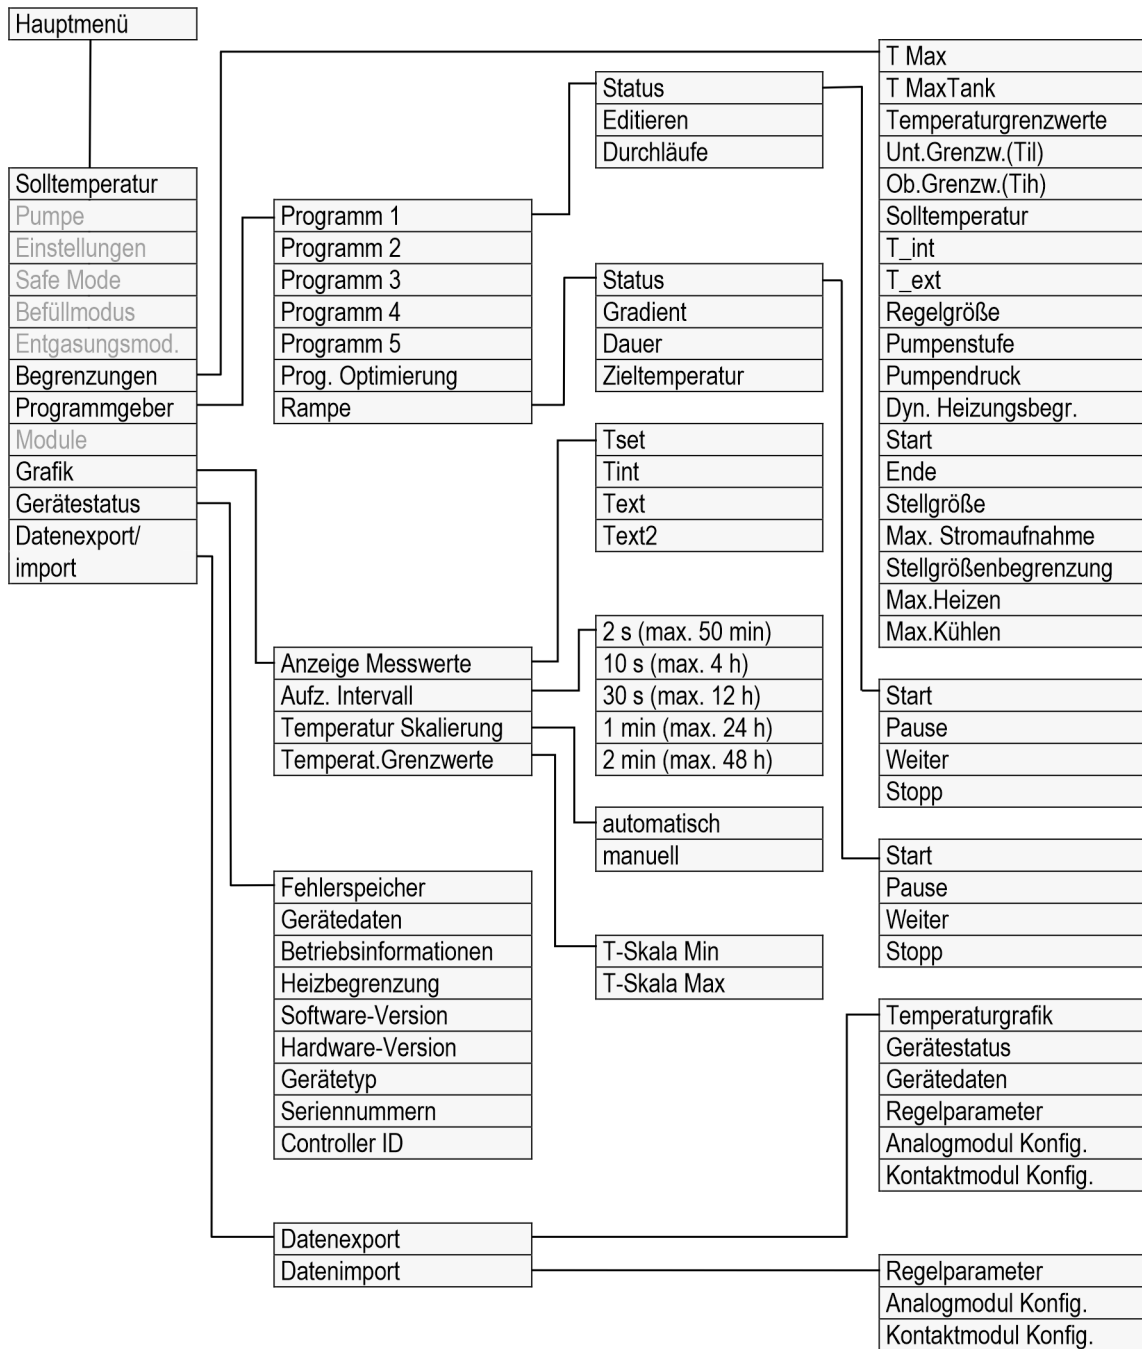 Hauptmenü
Solltemperatur
Pumpe
Einstellungen
Safe Mode
Befüllmodus
Entgasungsmod.
Begrenzungen
Programmgeber
Module
Grafik
Gerätestatus
Datenexport/
import
Programm 1
Programm 2
Programm 3
Programm 4
Programm 5
Prog. Optimierung
Rampe
Anzeige Messwerte
Aufz. Intervall
Temperatur Skalierung
Temperat.Grenzwerte
Fehlerspeicher
Gerätedaten
Betriebsinformationen
Heizbegrenzung
Software-Version
Hardware-Version
Gerätetyp
Seriennummern
Controller ID
Datenexport
Datenimport
Status
Editieren
Durchläufe
Status
Gradient
Dauer
Zieltemperatur
Tset
Tint
Text
Text2
2 s (max. 50 min)
10 s (max. 4 h)
30 s (max. 12 h)
1 min (max. 24 h)
2 min (max. 48 h)
automatisch
manuell
T-Skala Min
T-Skala Max
T Max
T MaxTank
Temperaturgrenzwerte
Unt.Grenzw.(Til)
Ob.Grenzw.(Tih)
Solltemperatur
T_int
T_ext
Regelgröße
Pumpenstufe
Pumpendruck
Dyn. Heizungsbegr.
Start
Ende
Stellgröße
Max. Stromaufnahme
Stellgrößenbegrenzung
Max.Heizen
Max.Kühlen
Start
Pause
Weiter
Stopp
Start
Pause
Weiter
Stopp
Temperaturgrafik
Gerätestatus
Gerätedaten
Regelparameter
Analogmodul Konfig.
Kontaktmodul Konfig.
Regelparameter
Analogmodul Konfig.
Kontaktmodul Konfig.